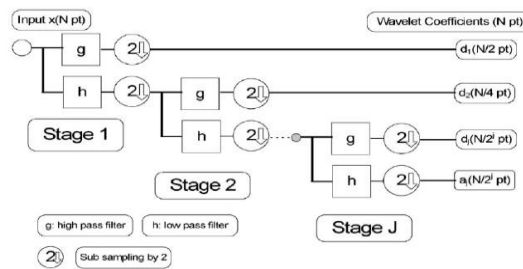 Input x(N pt)
Wavelet Coefficients (N pt)
g
2
d₁(N/2 pt)
h
2
g
2
d₂(N/4 pt)
Stage 1
h
2
g
2
dⱼ(N/2ʲ pt)
Stage 2
h
2
aⱼ(N/2ʲ pt)
Stage J
g: high pass filter
h: low pass filter
2
Sub sampling by 2